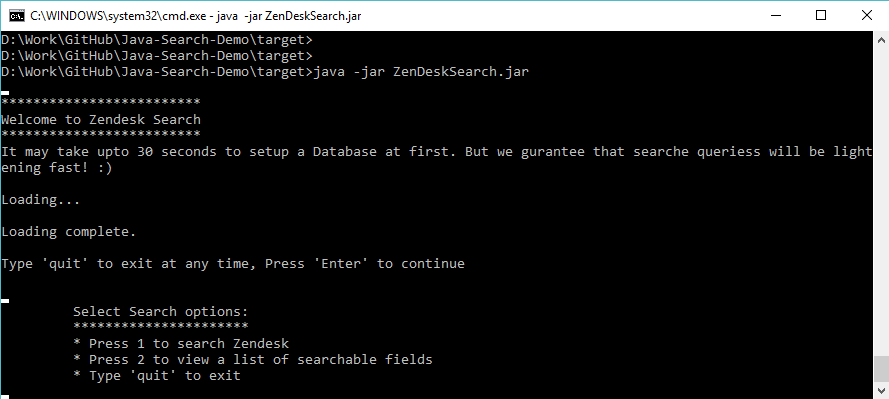 C:\WINDOWS\system32\cmd.exe - java -jar ZenDeskSearch.jar
D:\Work\GitHub\Java-Search-Demo\target>
D:\Work\GitHub\Java-Search-Demo\target>
D:\Work\GitHub\Java-Search-Demo\target>java -jar ZenDeskSearch.jar
*************************
Welcome to Zendesk Search
*************************
It may take upto 30 seconds to setup a Database at first. But we gurantee that searche queriess will be light
ening fast! :)
Loading...
Loading complete.
Type 'quit' to exit at any time, Press 'Enter' to continue
Select Search options:
**********************
* Press 1 to search Zendesk
* Press 2 to view a list of searchable fields
* Type 'quit' to exit